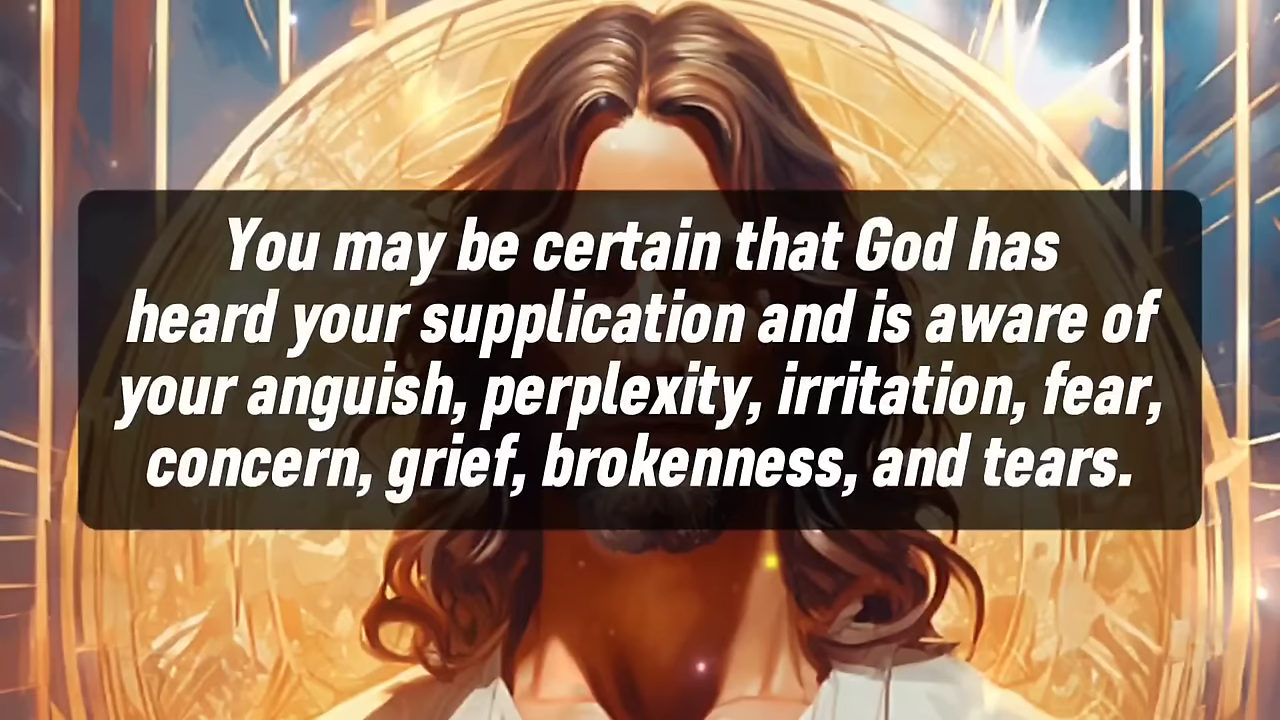 You may be certain that God has
heard your supplication and is aware of
your anguish, perplexity, irritation, fear,
concern, grief, brokenness, and tears.